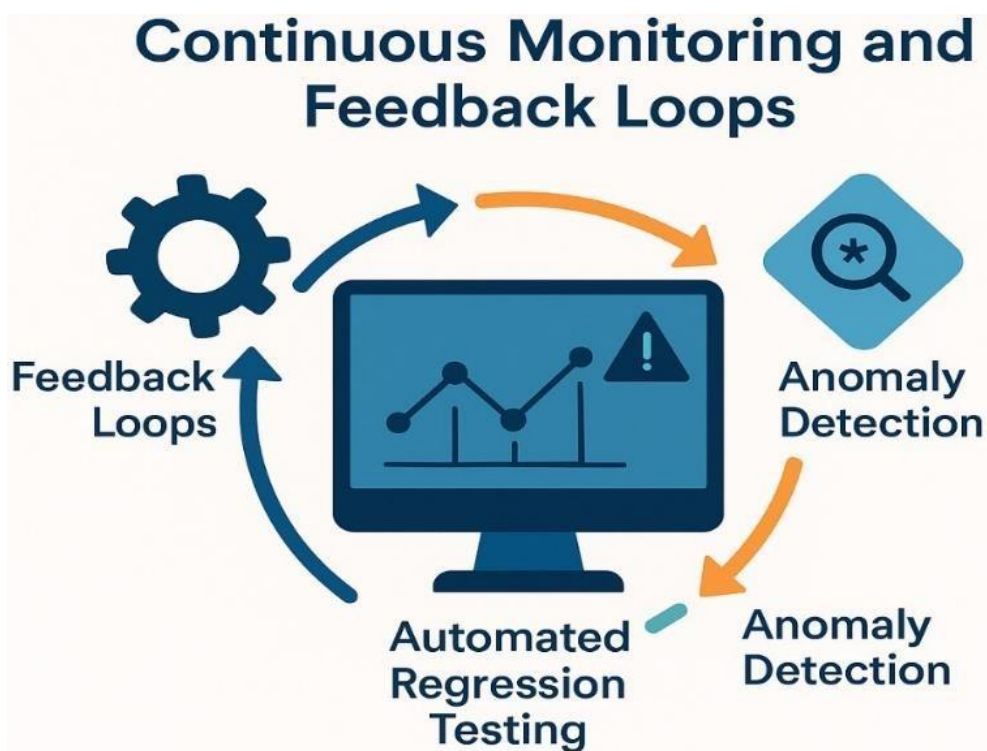 Continuous Monitoring and
Feedback Loops
Feedback
Loops
Anomaly
Detection
Automated
Regression
Testing
Anomaly
Detection